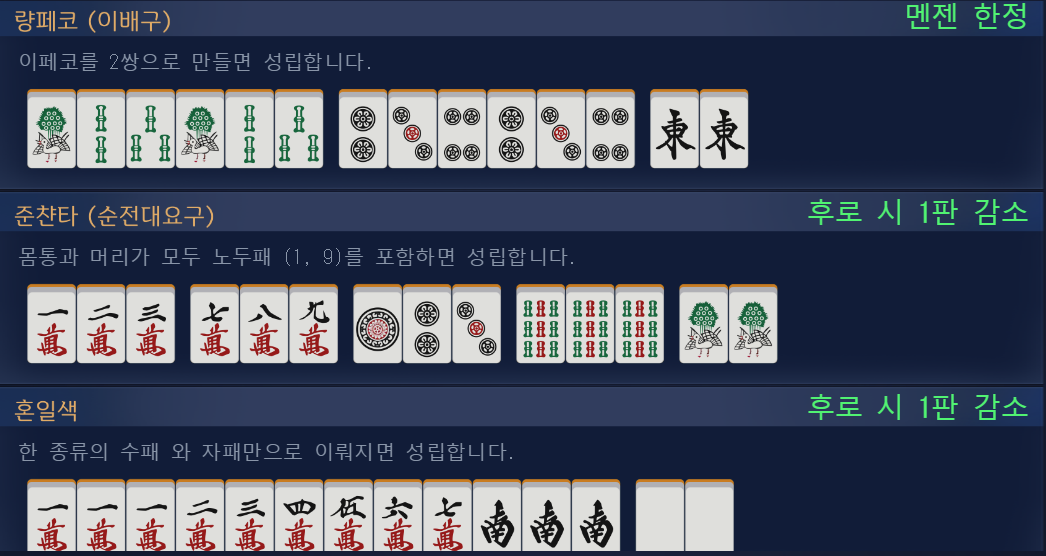 량페코 (이배구)
멘젠 한정
이페코를 2쌍으로 만들면 성립합니다.
東 東
준챤타 (순전대요구)
후로 시 1판 감소
몸통과 머리가 모두 노두패 (1, 9)를 포함하면 성립합니다.
一萬 二萬 三萬 七萬 八萬 九萬
혼일색
후로 시 1판 감소
한 종류의 수패 와 자패만으로 이뤄지면 성립합니다.
一萬 一萬 一萬 二萬 三萬 四萬 伍萬 六萬 七萬 南 南 南